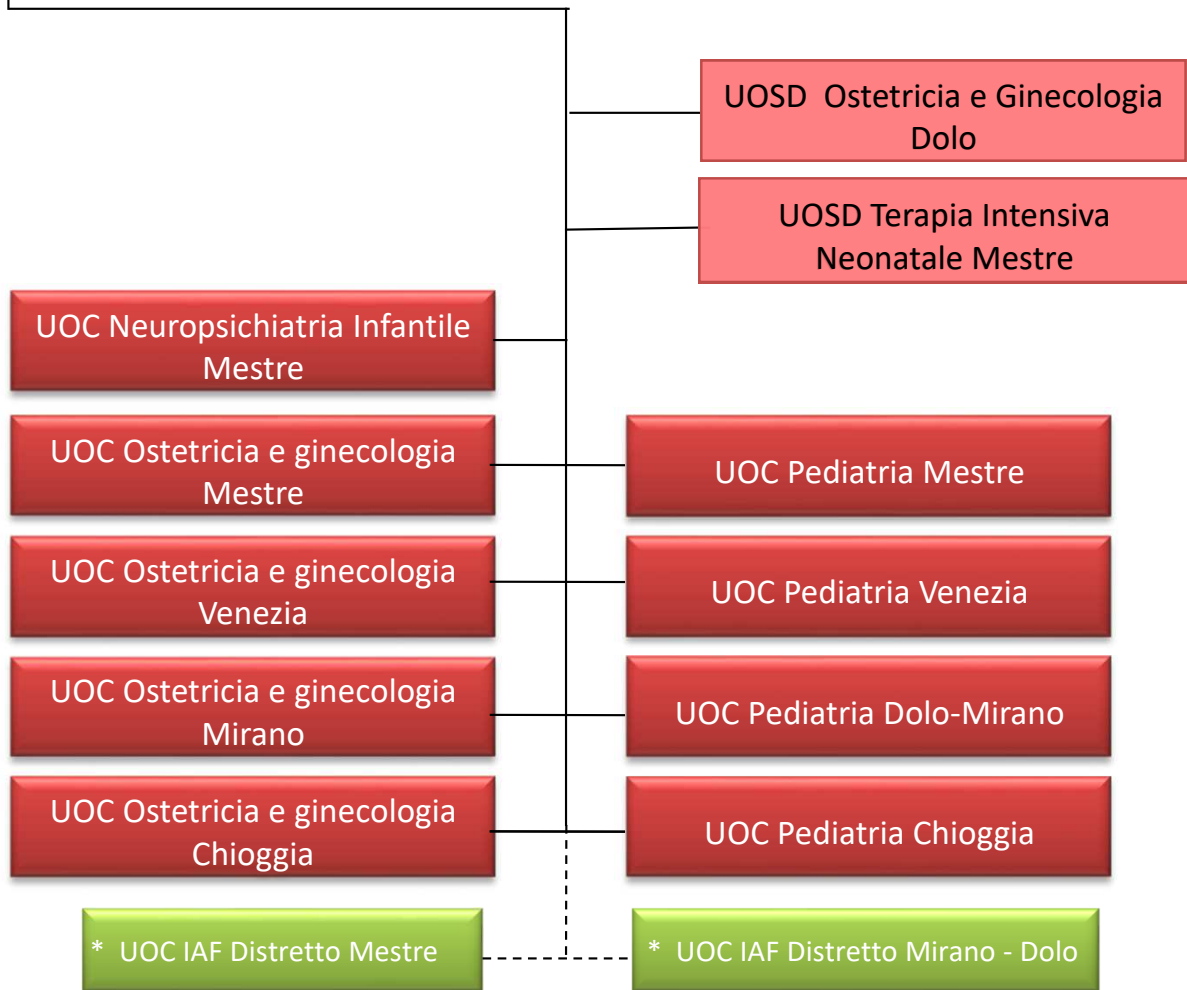 UOSD Ostetricia e Ginecologia
Dolo
UOSD Terapia Intensiva
Neonatale Mestre
UOC Neuropsichiatria Infantile
Mestre
UOC Ostetricia e ginecologia
Mestre
UOC Pediatria Mestre
UOC Ostetricia e ginecologia
Venezia
UOC Pediatria Venezia
UOC Ostetricia e ginecologia
Mirano
UOC Pediatria Dolo-Mirano
UOC Ostetricia e ginecologia
Chioggia
UOC Pediatria Chioggia
* UOC IAF Distretto Mestre
* UOC IAF Distretto Mirano - Dolo